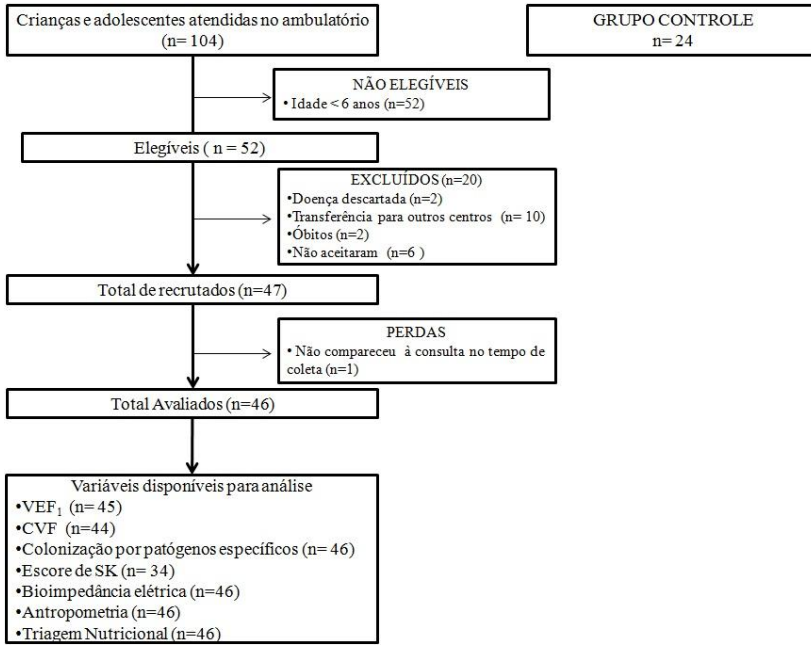 Crianças e adolescentes atendidas no ambulatório
(n= 104)
GRUPO CONTROLE
n= 24
NÃO ELEGÍVEIS
• Idade < 6 anos (n=52)
Elegíveis ( n = 52)
EXCLUÍDOS (n=20)
•Doença descartada (n=2)
•Transferência para outros centros (n= 10)
•Óbitos (n=2)
•Não aceitaram (n=6 )
Total de recrutados (n=47)
PERDAS
• Não compareceu à consulta no tempo de
coleta (n=1)
Total Avaliados (n=46)
Variáveis disponíveis para análise
•VEF₁ (n= 45)
•CVF (n=44)
•Colonização por patógenos específicos (n= 46)
•Escore de SK (n= 34)
•Bioimpedância elétrica (n=46)
•Antropometria (n=46)
•Triagem Nutricional (n=46)